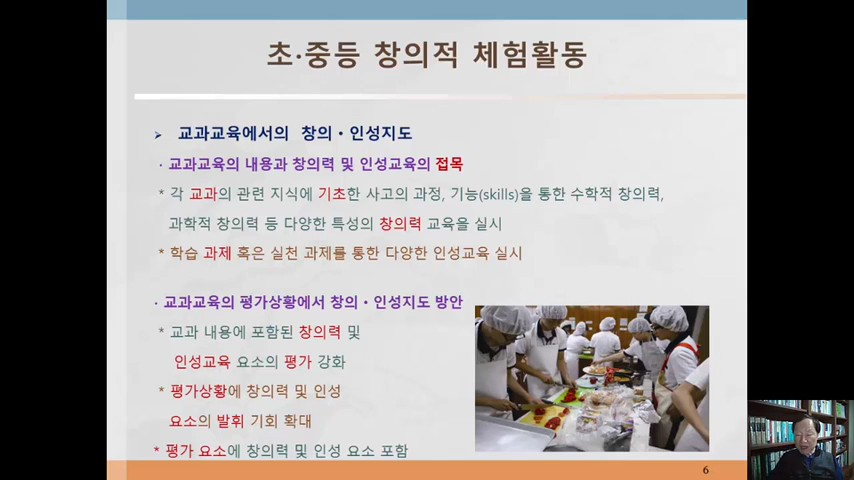 초·중등 창의적 체험활동
➢ 교과교육에서의 창의・인성지도
· 교과교육의 내용과 창의력 및 인성교육의 접목
* 각 교과의 관련 지식에 기초한 사고의 과정, 기능(skills)을 통한 수학적 창의력,
과학적 창의력 등 다양한 특성의 창의력 교육을 실시
* 학습 과제 혹은 실천 과제를 통한 다양한 인성교육 실시
· 교과교육의 평가상황에서 창의・인성지도 방안
* 교과 내용에 포함된 창의력 및
인성교육 요소의 평가 강화
* 평가상황에 창의력 및 인성
요소의 발휘 기회 확대
* 평가 요소에 창의력 및 인성 요소 포함
6